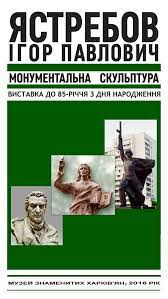 ЯСТРЕБОВ
ІГОР ПАВЛОВИЧ
МОНУМЕНТАЛЬНА СКУЛЬПТУРА
ВИСТАВКА ДО 85-РІЧЧЯ З ДНЯ НАРОДЖЕННЯ
МУЗЕЙ ЗНАМЕНИТИХ ХАРКІВ'ЯН, 2016 РІК